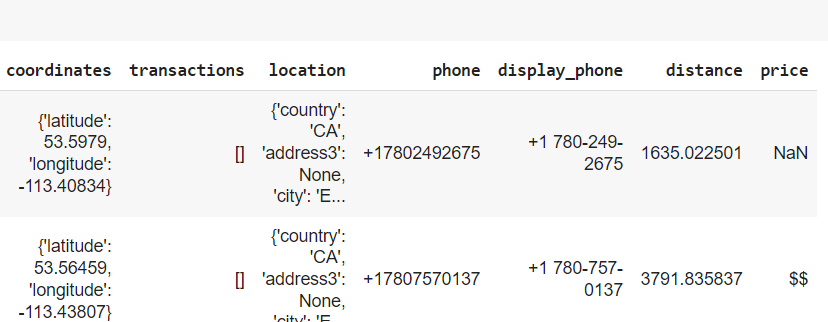 coordinates transactions location phone display_phone distance price
{'latitude': 53.5979, 'longitude': -113.40834} [] {'country': 'CA', 'address3': None, 'city': 'E... +17802492675 +1 780-249-2675 1635.022501 NaN
{'latitude': 53.56459, 'longitude': -113.43807} [] {'country': 'CA', 'address3': None, +17807570137 +1 780-757-0137 3791.835837 $$